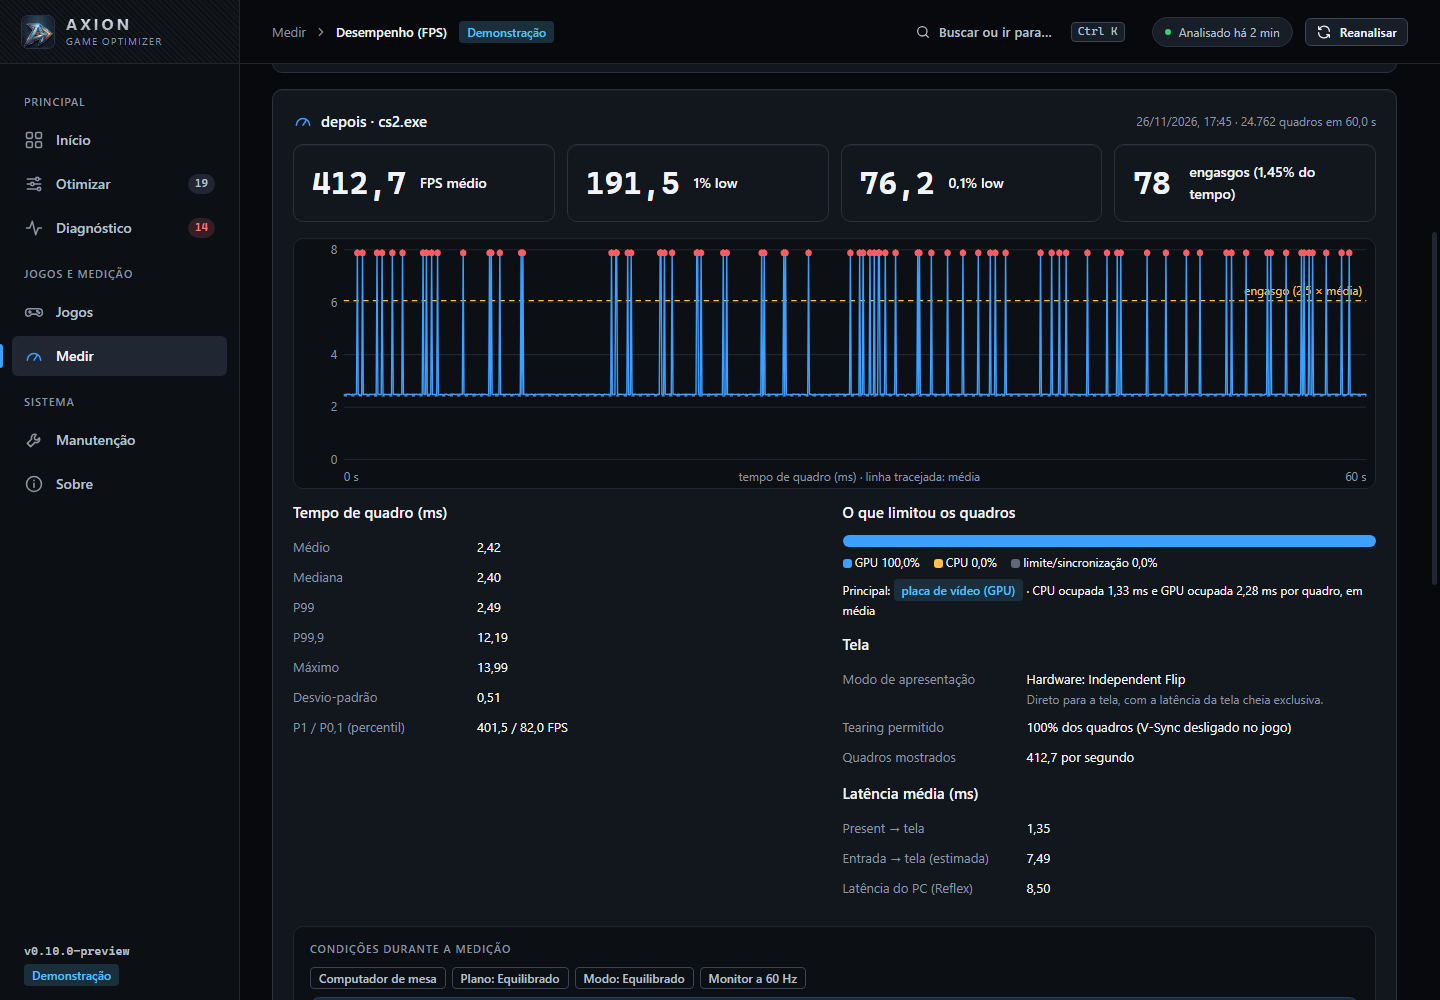 AXION
GAME OPTIMIZER
Medir
Desempenho (FPS)
Demonstração
Buscar ou ir para...
Ctrl K
Analisado há 2 min
Reanalisar
PRINCIPAL
Início
Otimizar
19
Diagnóstico
14
JOGOS E MEDIÇÃO
Jogos
Medir
SISTEMA
Manutenção
Sobre
v0.10.0-preview
Demonstração
depois · cs2.exe
26/11/2026, 17:45 · 24.762 quadros em 60,0 s
412,7 FPS médio
191,5 1% low
76,2 0,1% low
78 engasgos (1,45% do
tempo)
8
6
4
2
0
engasgo (2,5 × média)
0 s
tempo de quadro (ms) · linha tracejada: média
60 s
Tempo de quadro (ms)
Médio 2,42
Mediana 2,40
P99 2,49
P99,9 12,19
Máximo 13,99
Desvio-padrão 0,51
P1 / P0,1 (percentil) 401,5 / 82,0 FPS
O que limitou os quadros
GPU 100,0% CPU 0,0% limite/sincronização 0,0%
Principal: placa de vídeo (GPU) · CPU ocupada 1,33 ms e GPU ocupada 2,28 ms por quadro, em
média
Tela
Modo de apresentação Hardware: Independent Flip
Direto para a tela, com a latência da tela cheia exclusiva.
Tearing permitido 100% dos quadros (V-Sync desligado no jogo)
Quadros mostrados 412,7 por segundo
Latência média (ms)
Present → tela 1,35
Entrada → tela (estimada) 7,49
Latência do PC (Reflex) 8,50
CONDIÇÕES DURANTE A MEDIÇÃO
Computador de mesa
Plano: Equilibrado
Modo: Equilibrado
Monitor a 60 Hz